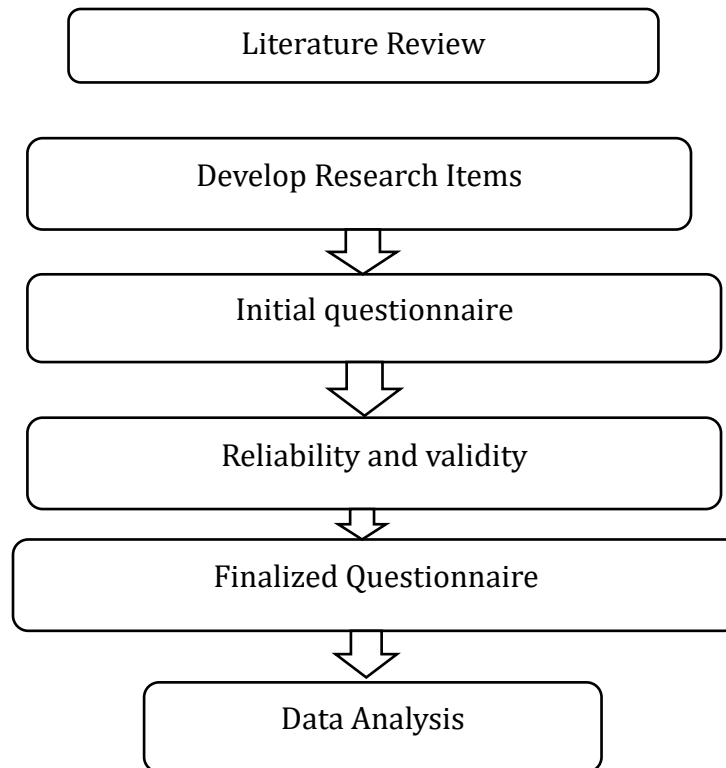 Literature Review
Develop Research Items
Initial questionnaire
Reliability and validity
Finalized Questionnaire
Data Analysis